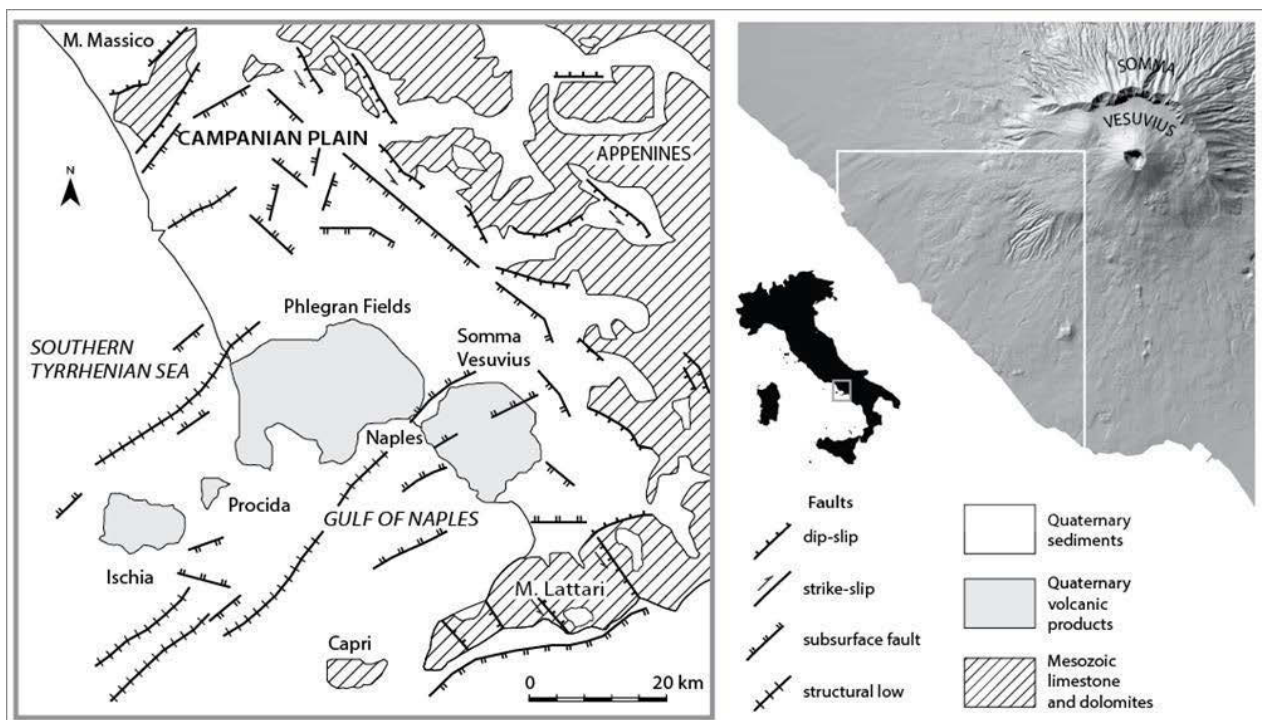 M. Massico
CAMPANIAN PLAIN
APPENINES
N
Phlegran Fields
SOUTHERN
TYRRHENIAN SEA
Somma
Vesuvius
Naples
Procida
GULF OF NAPLES
Ischia
M. Lattari
Capri
0 20 km
SOMMA
VESUVIUS
Faults
dip-slip
strike-slip
subsurface fault
structural low
Quaternary
sediments
Quaternary
volcanic
products
Mesozoic
limestone
and dolomites